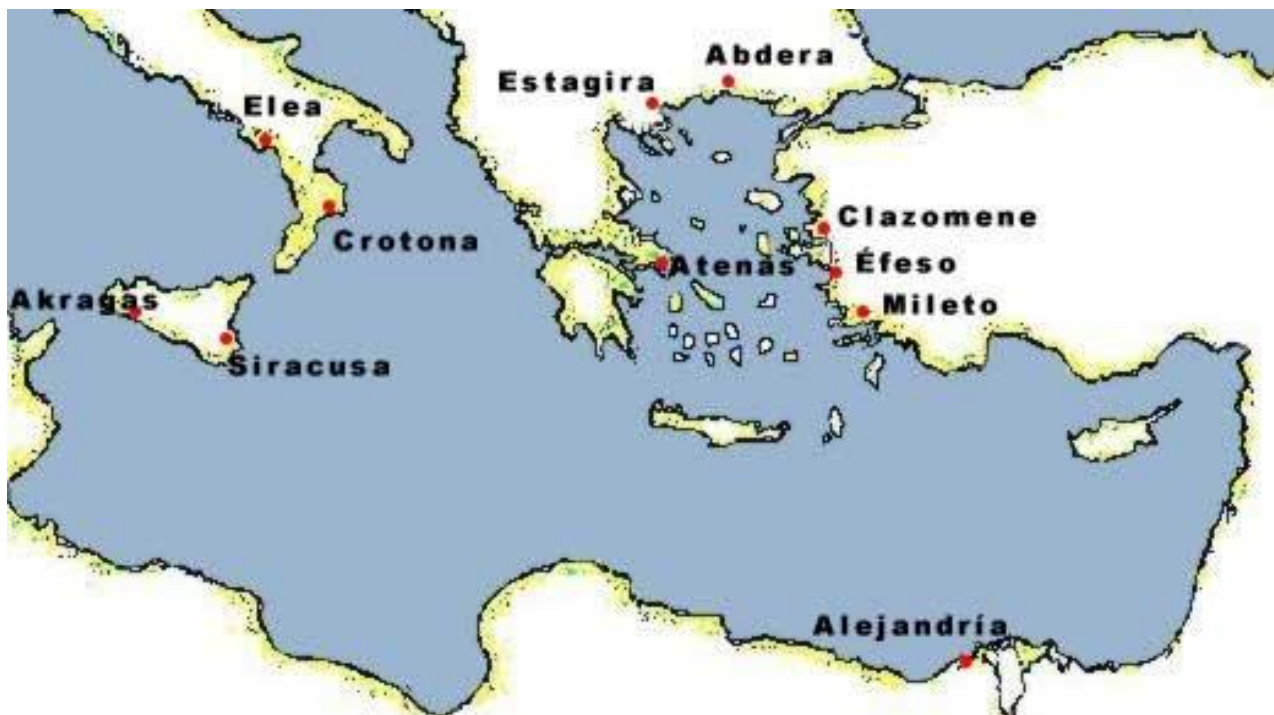 Abdera
Estagira
Elea
Clazomene
Crotona
Atenas
Éfeso
Akragas
Mileto
Siracusa
Alejandría